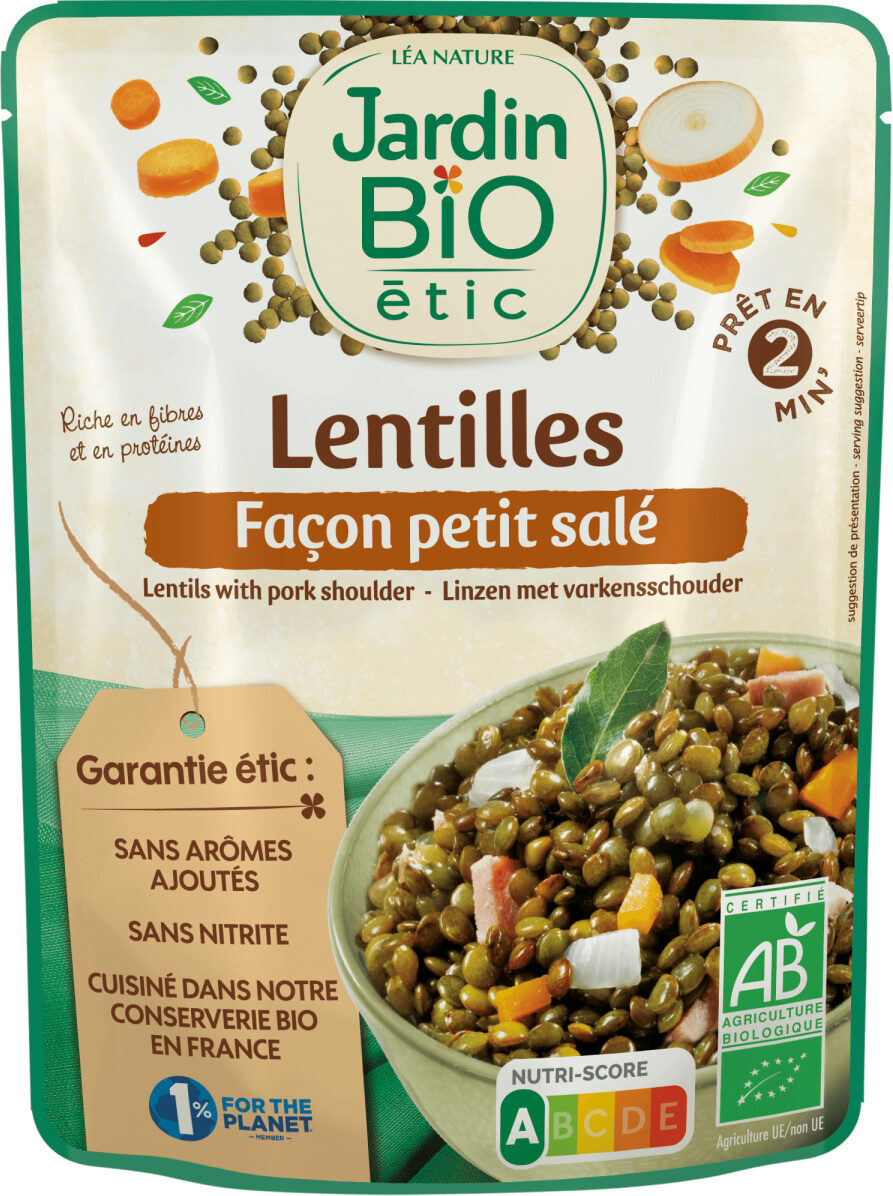 LÉA NATURE
Jardin
BiO
ētic
PRÊT EN
2
MIN'
Riche en fibres
et en protéines
Lentilles
Façon petit salé
Lentils with pork shoulder - Linzen met varkensschouder
suggestion de présentation - serving suggestion - serveertip
Garantie étic :
SANS ARÔMES
AJOUTÉS
SANS NITRITE
CUISINÉ DANS NOTRE
CONSERVERIE BIO
EN FRANCE
1%
FOR THE
PLANET
MEMBER
CERTIFIÉ
AB
AGRICULTURE
BIOLOGIQUE
NUTRI-SCORE
A B C D E
Agriculture UE/non UE